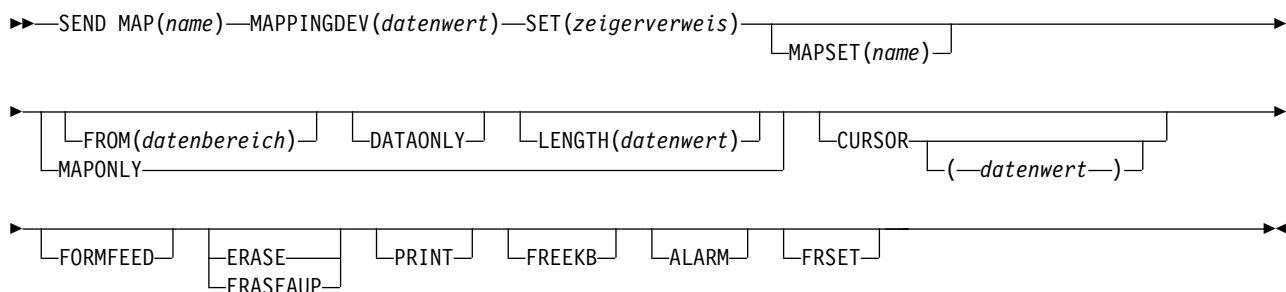 SEND MAP(name) MAPPINGDEV(datenwert) SET(zeigerverweis)
MAPSET(name)
FROM(datenbereich) DATAONLY LENGTH(datenwert) CURSOR
MAPONLY (datenwert)
FORMFEED ERASE PRINT FREEKB ALARM FRSET
ERASEAUP